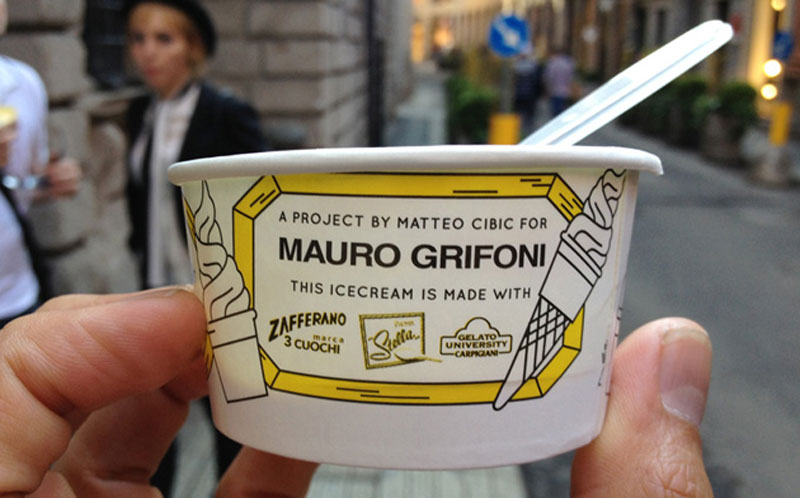 A PROJECT BY MATTEO CIBIC FOR
MAURO GRIFONI
THIS ICECREAM IS MADE WITH
ZAFFERANO
marca
3 CUOCHI
Stella
GELATO
UNIVERSITY
CARPIGIANI